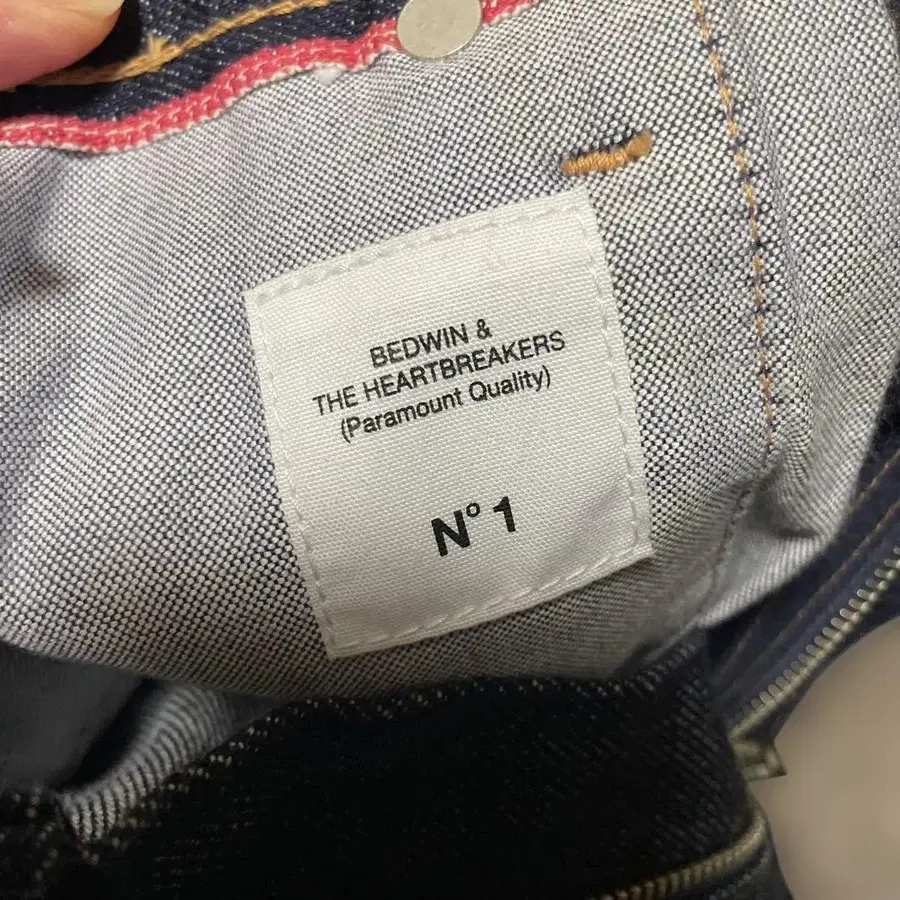 BEDWIN &
THE HEARTBREAKERS
(Paramount Quality)
N° 1